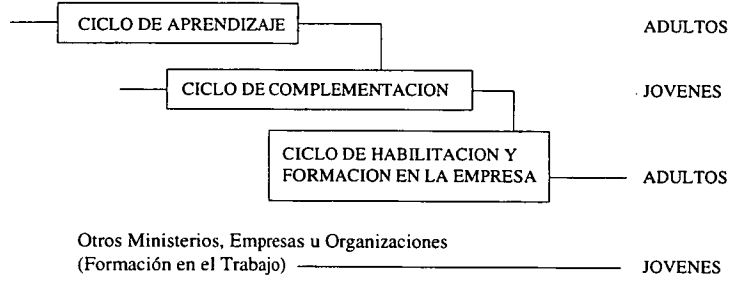 CICLO DE APRENDIZAJE
ADULTOS
CICLO DE COMPLEMENTACION
JOVENES
CICLO DE HABILITACION Y
FORMACION EN LA EMPRESA
ADULTOS
Otros Ministerios, Empresas u Organizaciones
(Formación en el Trabajo)
JOVENES